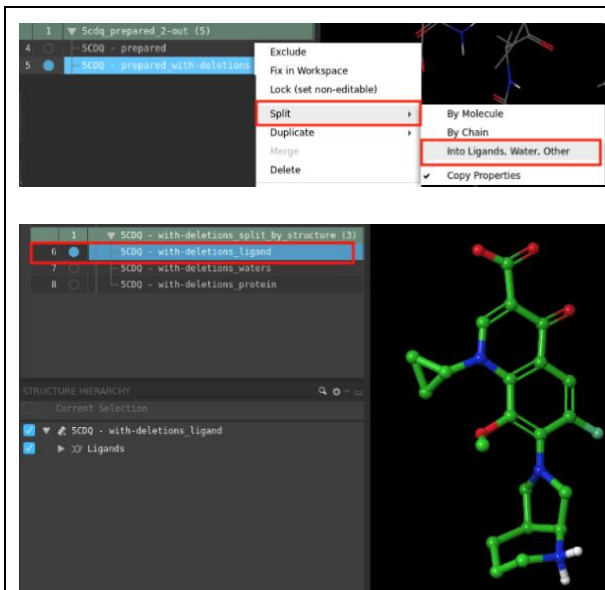 1 5cdq_prepared_2-out (5)
4 5CDQ - prepared
5 5CDQ - prepared_with-deletions
Exclude
Fix in Workspace
Lock (set non-editable)
Split
Duplicate
Merge
Delete
By Molecule
By Chain
Into Ligands, Water, Other
Copy Properties
1 5CDQ - with-deletions_split_by_structure (3)
6 5CDQ - with-deletions_ligand
7 5CDQ - with-deletions_waters
8 5CDQ - with-deletions_protein
STRUCTURE HIERARCHY
Current Selection
5CDQ - with-deletions_ligand
Ligands